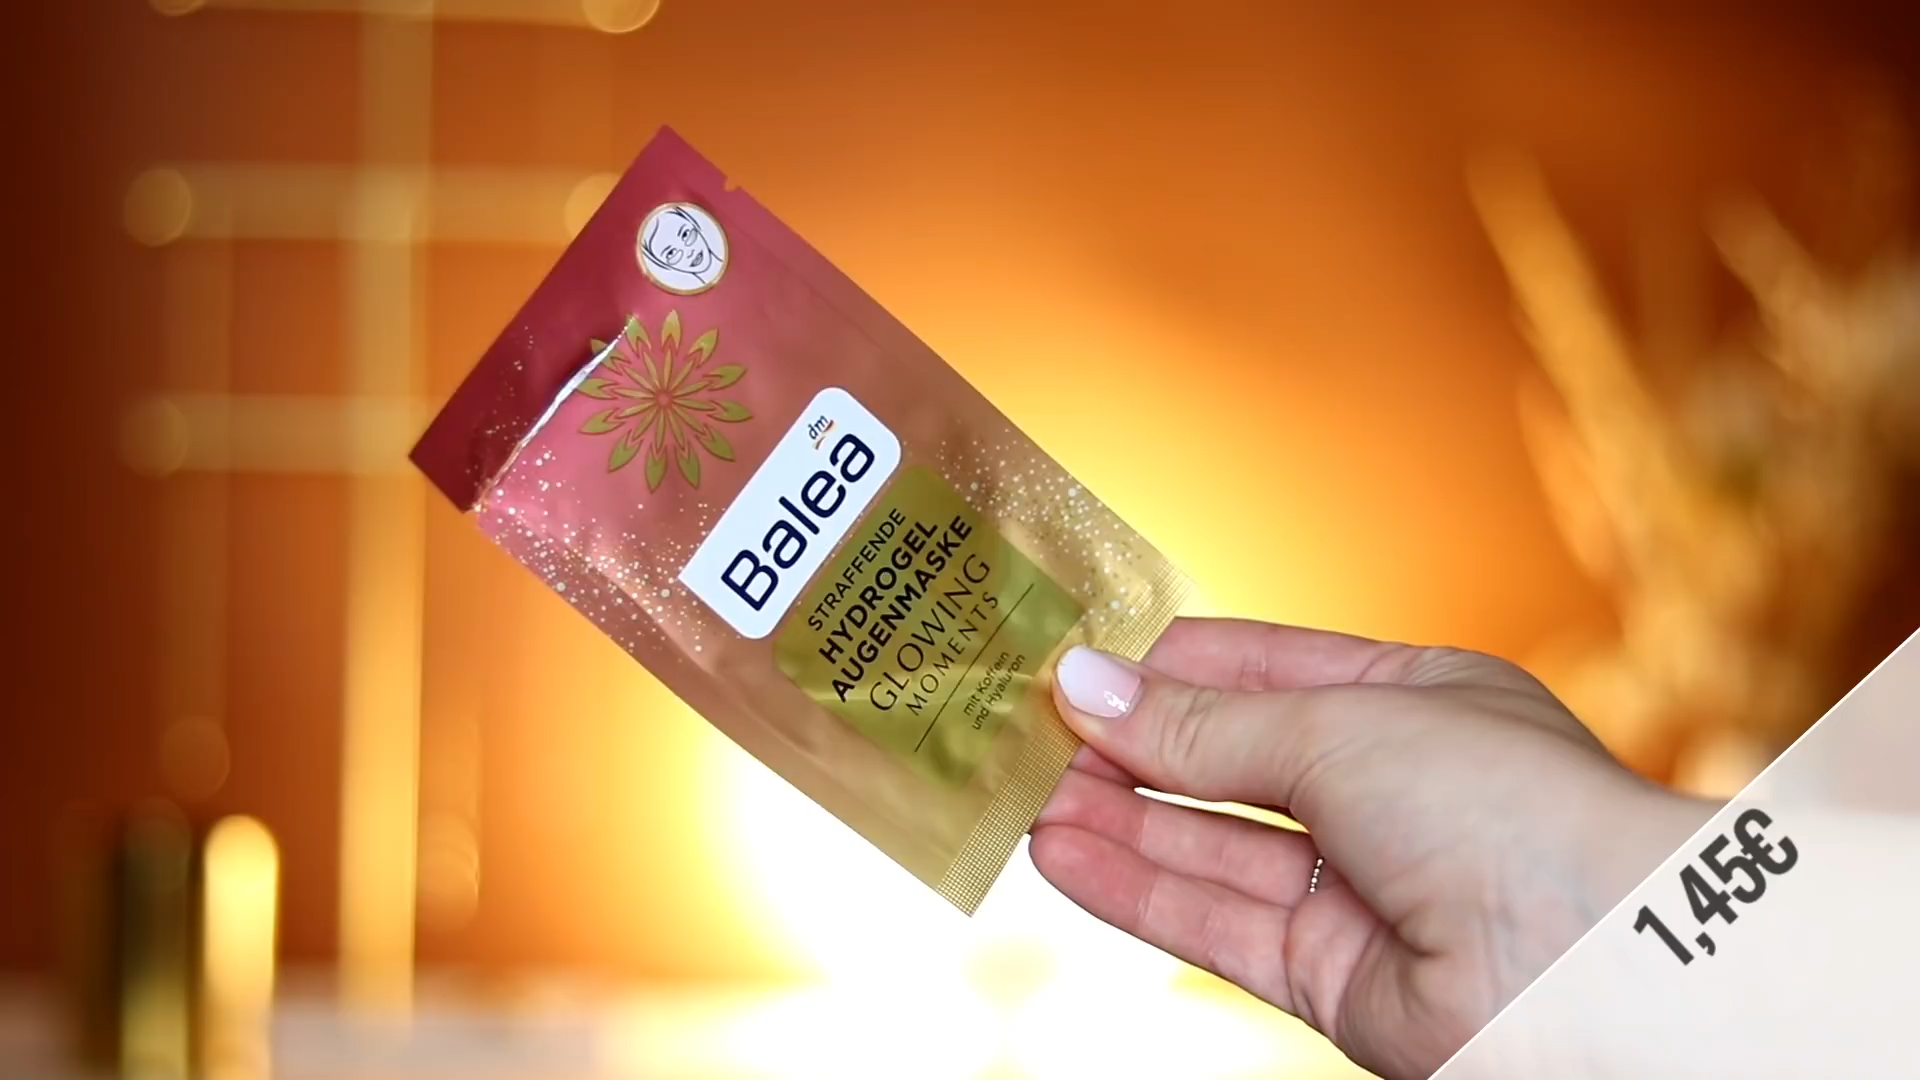 dm
Balea
STRAFFENDE
HYDROGEL
AUGENMASKE
GLOWING
MOMENTS
mit Koffein
und Hyaluron
1,45€